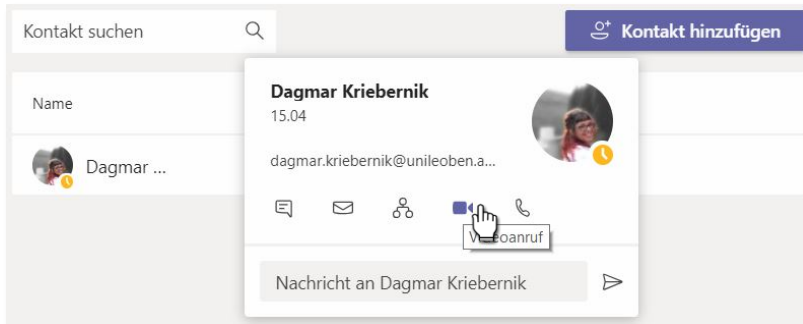 Kontakt suchen
Kontakt hinzufügen
Name
Dagmar Kriebernik
15.04
dagmar.kriebernik@unileoben.a...
Dagmar ...
Nachricht an Dagmar Kriebernik